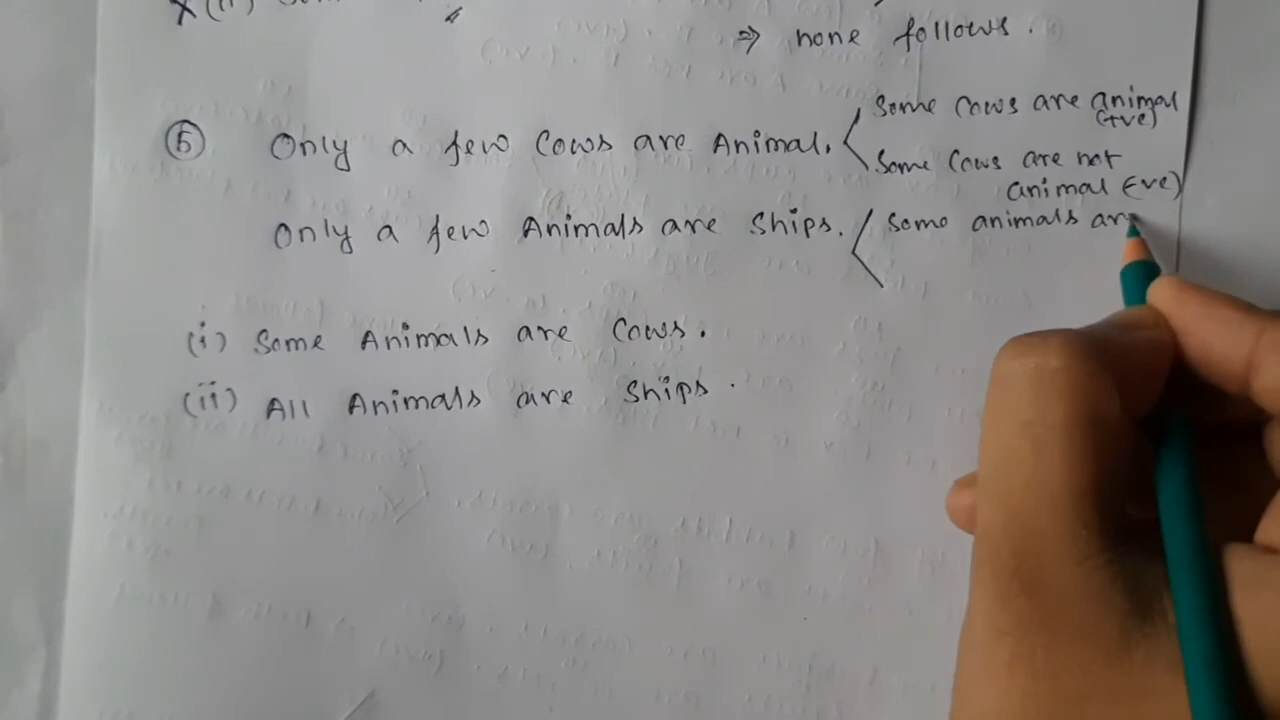 ⇒ none follows.
some cows are animal
(+ve)
⑤ Only a few Cows are Animal.
some cows are not
animal (-ve)
Only a few Animals are Ships. some animals are
(i) Some Animals are Cows.
(ii) All Animals are Ships.